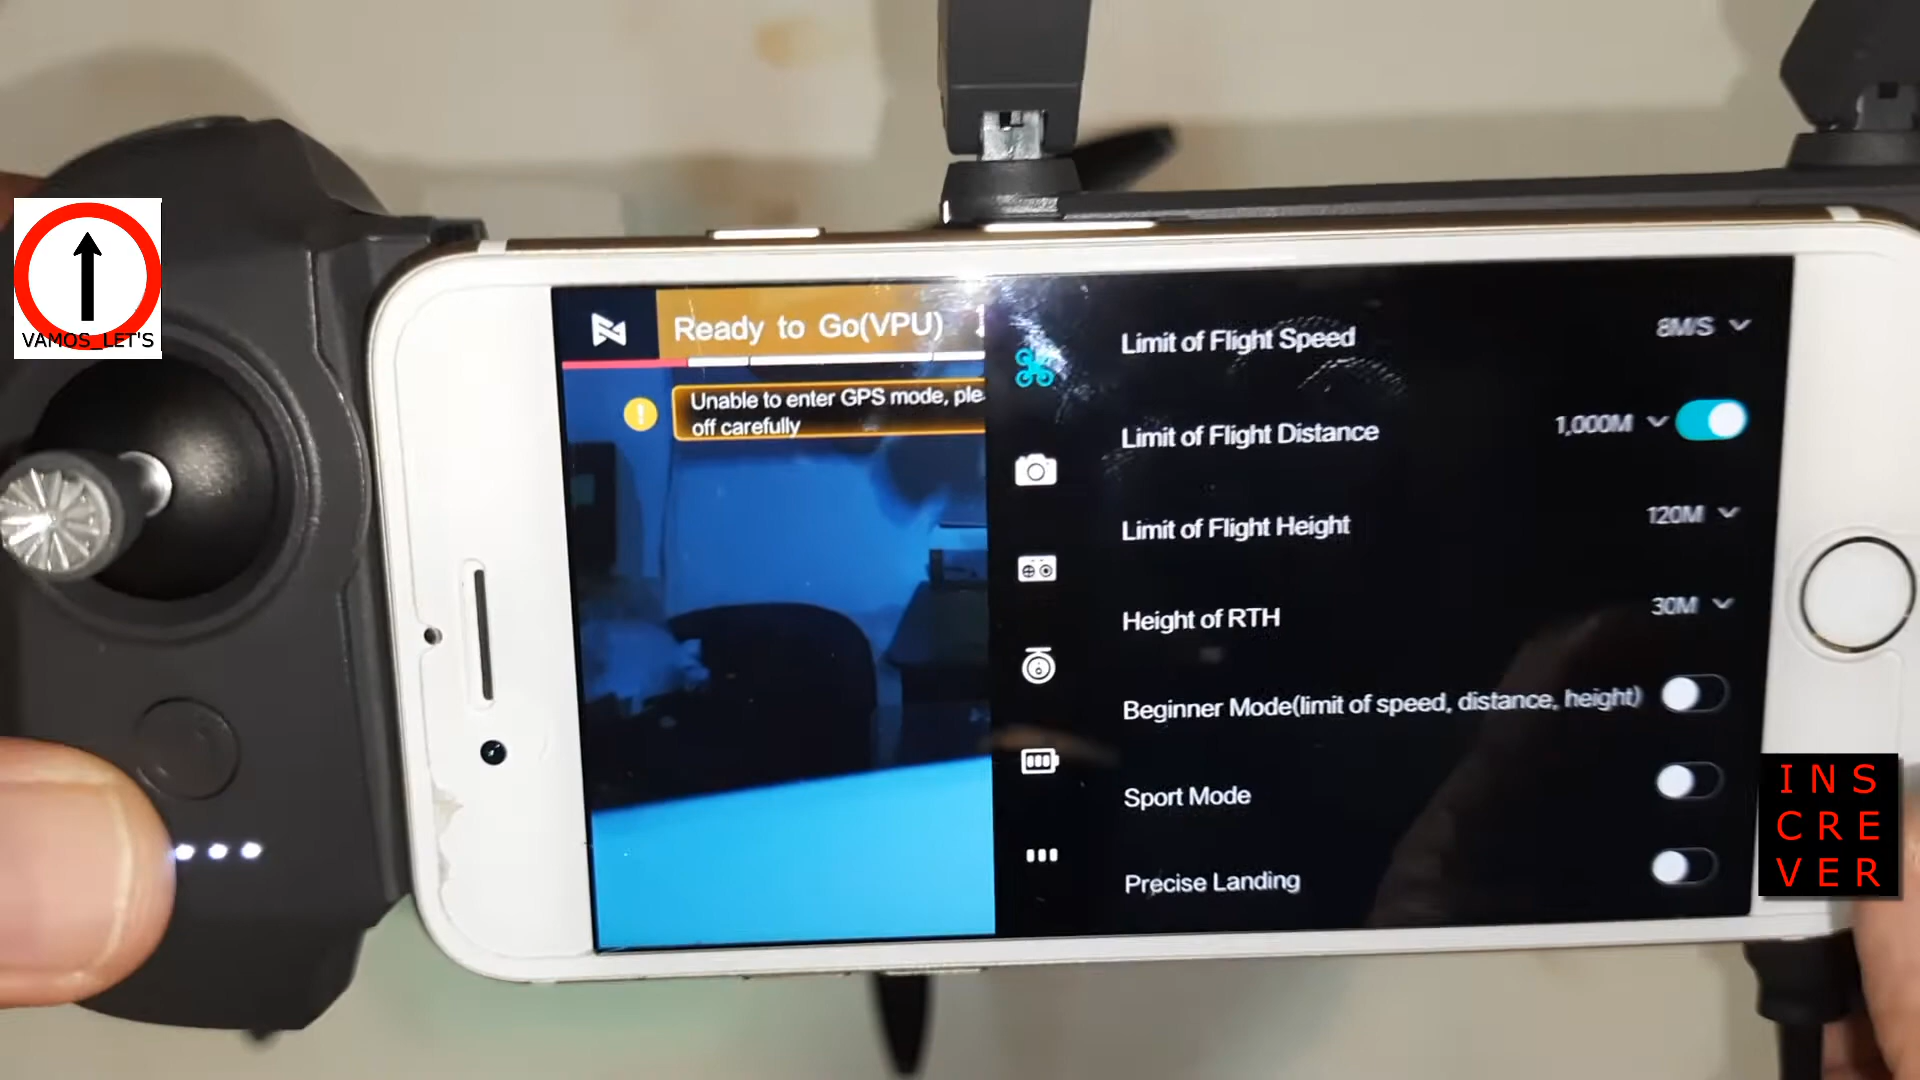 VAMOS_LET'S
Ready to Go(VPU)
Unable to enter GPS mode, ple
off carefully
Limit of Flight Speed 8M/S
Limit of Flight Distance 1,000M
Limit of Flight Height 120M
Height of RTH 30M
Beginner Mode(limit of speed, distance, height)
Sport Mode
Precise Landing
INS
CRE
VER